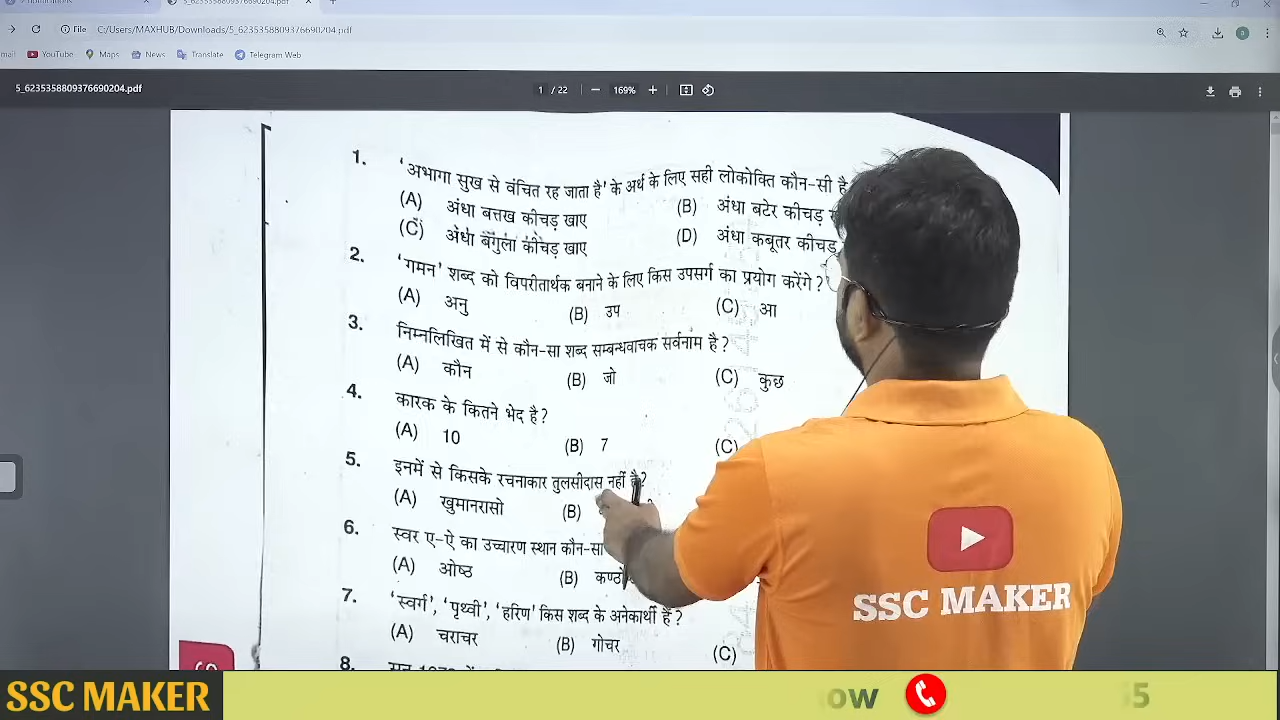 5_6235358809376690204.pdf
File C:/Users/MAXHUB/Downloads/5_6235358809376690204.pdf
mail YouTube Maps News Translate Telegram Web
5_6235358809376690204.pdf 1 / 22 169%
1. 'अभागा सुख से वंचित रह जाता है' के अर्थ के लिए सही लोकोक्ति कौन-सी है
(A) अंधा बत्तख कीचड़ खाए (B) अंधा बटेर कीचड़
(C) अंधा बगुला कीचड़ खाए (D) अंधा कबूतर कीचड़
2. 'गमन' शब्द को विपरीतार्थक बनाने के लिए किस उपसर्ग का प्रयोग करेंगे ?
(A) अनु (B) उप (C) आ
3. निम्नलिखित में से कौन-सा शब्द सम्बन्धवाचक सर्वनाम है ?
(A) कौन (B) जो (C) कुछ
4. कारक के कितने भेद है ?
(A) 10 (B) 7 (C)
5. इनमें से किसके रचनाकार तुलसीदास नहीं है ?
(A) खुमानरासो (B)
6. स्वर ए-ऐ का उच्चारण स्थान कौन-सा
(A) ओष्ठ (B)
7. 'स्वर्ग', 'पृथ्वी', 'हरिण' किस शब्द के अनेकार्थी हैं ?
(A) चराचर (B) गोचर (C)
8.
SSC MAKER
SSC MAKER